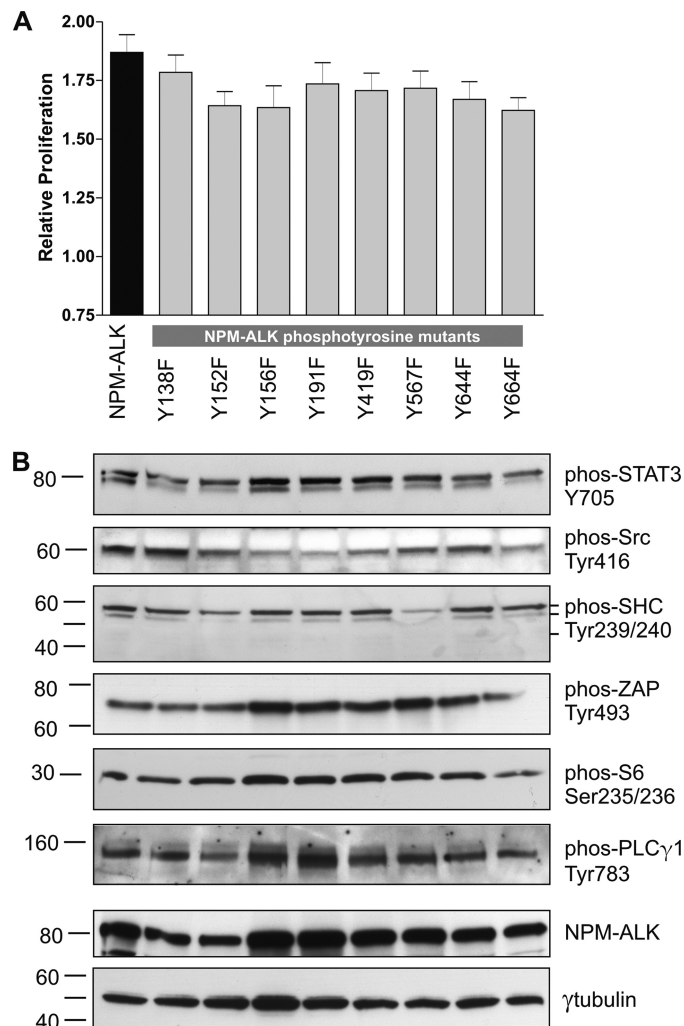 A
2.00
1.75
1.50
1.25
1.00
0.75
Relative Proliferation
NPM-ALK phosphotyrosine mutants
NPM-ALK
Y138F
Y152F
Y156F
Y191F
Y419F
Y567F
Y644F
Y664F
B
80
phos-STAT3
Y705
60
phos-Src
Tyr416
60
40
phos-SHC
Tyr239/240
80
60
phos-ZAP
Tyr493
30
phos-S6
Ser235/236
160
phos-PLCγ1
Tyr783
80
NPM-ALK
60
40
γtubulin